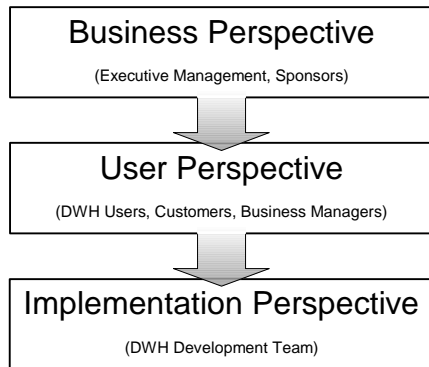 Business Perspective
(Executive Management, Sponsors)
User Perspective
(DWH Users, Customers, Business Managers)
Implementation Perspective
(DWH Development Team)